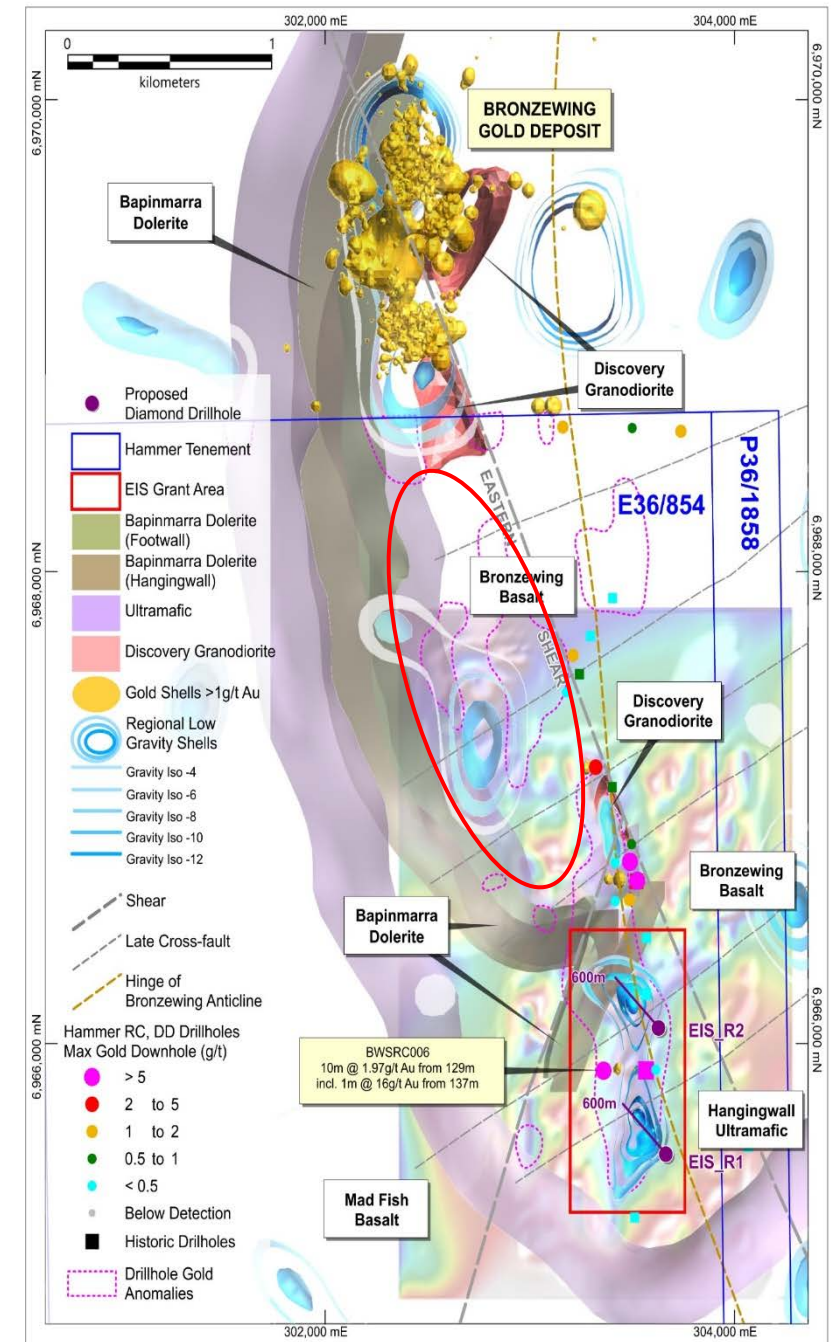 302,000 mE
304,000 mE
0
1
kilometers
6,970,000 mN
6,970,000 mN
BRONZEWING
GOLD DEPOSIT
Bapinmarra
Dolerite
Discovery
Granodiorite
Proposed
Diamond Drillhole
Hammer Tenement
EIS Grant Area
Bapinmarra Dolerite
(Footwall)
Bapinmarra Dolerite
(Hangingwall)
Ultramafic
Discovery Granodiorite
Gold Shells >1g/t Au
Regional Low
Gravity Shells
Gravity Iso -4
Gravity Iso -6
Gravity Iso -8
Gravity Iso -10
Gravity Iso -12
Shear
Late Cross-fault
Hinge of
Bronzewing Anticline
Hammer RC, DD Drillholes
Max Gold Downhole (g/t)
> 5
2 to 5
1 to 2
0.5 to 1
< 0.5
Below Detection
Historic Drilholes
Drillhole Gold
Anomalies
EASTERN
SHEAR
E36/854
P36/1858
Bronzewing
Basalt
6,968,000 mN
6,968,000 mN
Discovery
Granodiorite
Bronzewing
Basalt
Bapinmarra
Dolerite
600m
EIS_R2
6,966,000 mN
6,966,000 mN
BWSRC006
10m @ 1.97g/t Au from 129m
incl. 1m @ 16g/t Au from 137m
600m
Hangingwall
Ultramafic
EIS_R1
Mad Fish
Basalt
302,000 mE
304,000 mE